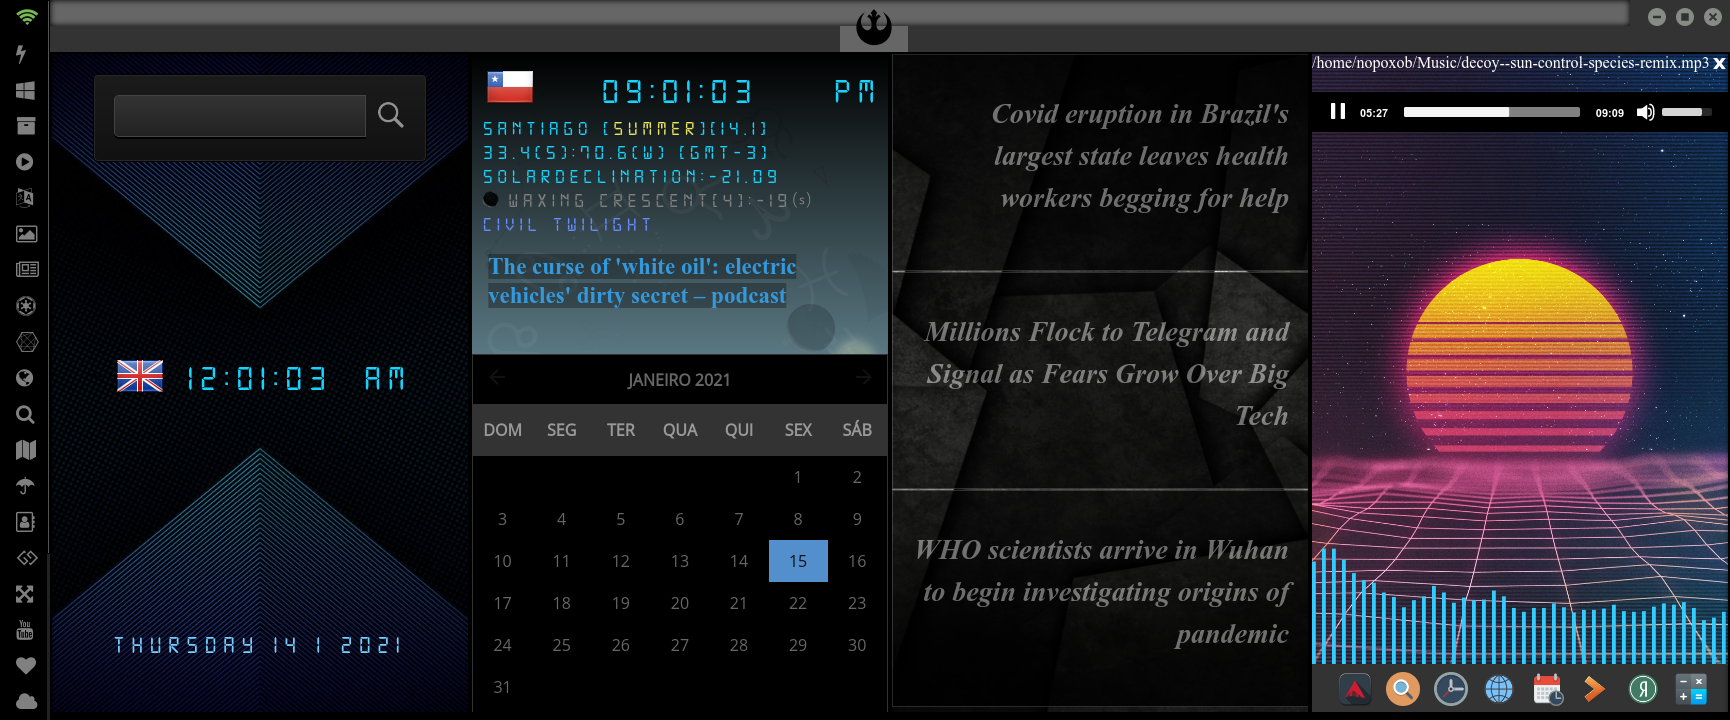 12:01:03 AM
THURSDAY 14 1 2021
09:01:03 PM
SANTIAGO (SUMMER)(14.1)
33.4(S):70.6(W) (GMT-3)
SOLARDECLINATION:-21.09
WAXING CRESCENT(4):-19(s)
CIVIL TWILIGHT
The curse of 'white oil': electric
vehicles' dirty secret – podcast
JANEIRO 2021
DOM SEG TER QUA QUI SEX SÁB
1 2
3 4 5 6 7 8 9
10 11 12 13 14 15 16
17 18 19 20 21 22 23
24 25 26 27 28 29 30
31
Covid eruption in Brazil's
largest state leaves health
workers begging for help
Millions Flock to Telegram and
Signal as Fears Grow Over Big
Tech
WHO scientists arrive in Wuhan
to begin investigating origins of
pandemic
/home/nopoxob/Music/decoy--sun-control-species-remix.mp3 x
05:27 09:09
You
Tube
Я